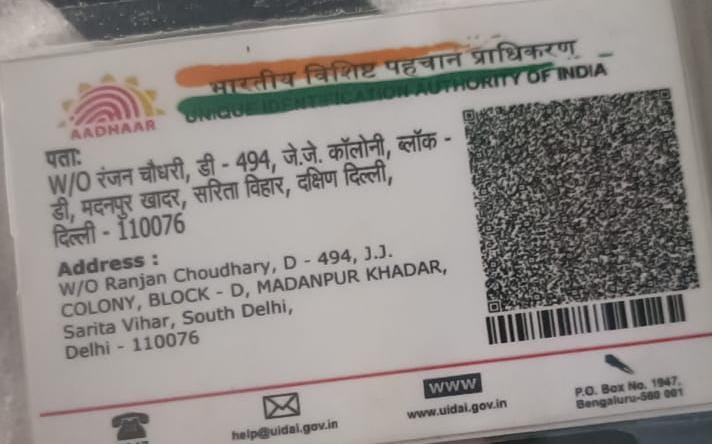 भारतीय विशिष्ट पहचान प्राधिकरण
UNIQUE IDENTIFICATION AUTHORITY OF INDIA
AADHAAR
पता:
W/O रंजन चौधरी, डी - 494, जे.जे. कॉलोनी, ब्लॉक -
डी, मदनपुर खादर, सरिता विहार, दक्षिण दिल्ली,
दिल्ली - 110076
Address :
W/O Ranjan Choudhary, D - 494, J.J.
COLONY, BLOCK - D, MADANPUR KHADAR,
Sarita Vihar, South Delhi,
Delhi - 110076
help@uidai.gov.in
www
www.uidai.gov.in
P.O. Box No. 1947,
Bengaluru-560 001